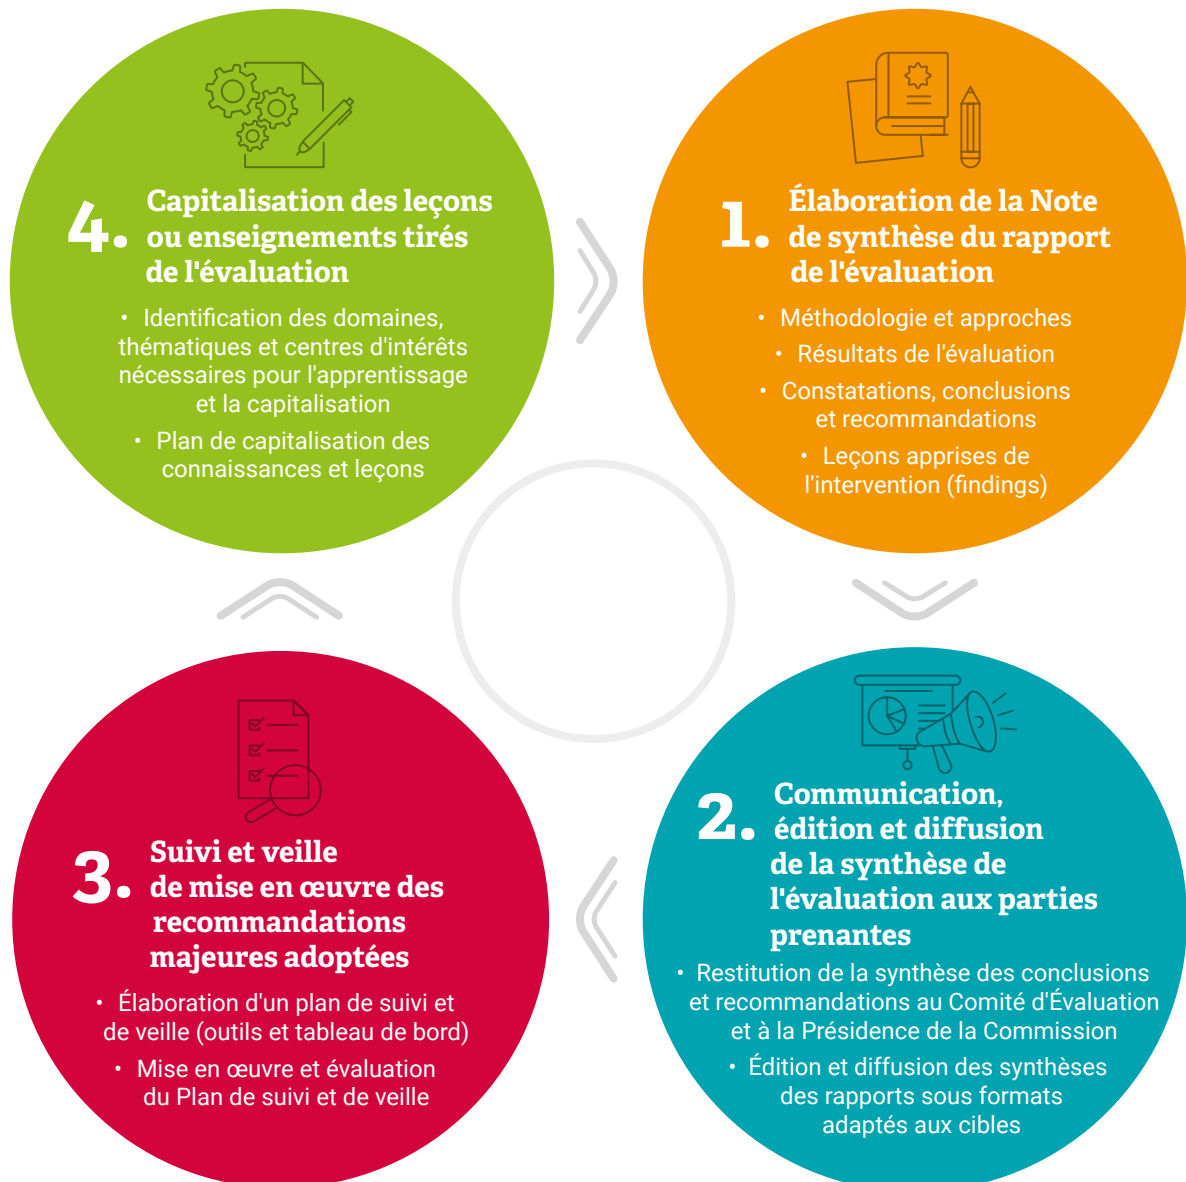 4.
Capitalisation des leçons
ou enseignements tirés
de l'évaluation
• Identification des domaines,
thématiques et centres d'intérêts
nécessaires pour l'apprentissage
et la capitalisation
• Plan de capitalisation des
connaissances et leçons
1.
Élaboration de la Note
de synthèse du rapport
de l'évaluation
• Méthodologie et approches
• Résultats de l'évaluation
• Constatations, conclusions
et recommandations
• Leçons apprises de
l'intervention (findings)
3.
Suivi et veille
de mise en œuvre des
recommandations
majeures adoptées
• Élaboration d'un plan de suivi et
de veille (outils et tableau de bord)
• Mise en œuvre et évaluation
du Plan de suivi et de veille
2.
Communication,
édition et diffusion
de la synthèse de
l'évaluation aux parties
prenantes
• Restitution de la synthèse des conclusions
et recommandations au Comité d'Évaluation
et à la Présidence de la Commission
• Édition et diffusion des synthèses
des rapports sous formats
adaptés aux cibles